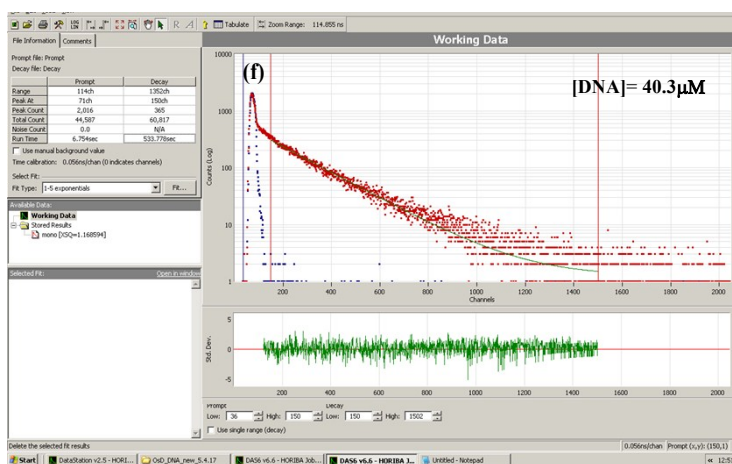 LOG LIN
R A
? Tabulate
Zoom Range: 114.855 ns
File Information Comments
Working Data
Prompt file: Prompt
Decay file: Decay
Prompt Decay
Range 114ch 1352ch
Peak At 71ch 150ch
Peak Count 2,016 365
Total Count 44,587 60,817
Noise Count 0.0 N/A
Run Time 6.754sec 533.778sec
Use manual background value
Time calibration: 0.056ns/chan (0 indicates channels)
Select Fit:
Fit Type: 1-5 exponentials Fit...
Available Data:
Working Data
Stored Results
mono [XSQ=1.168594]
Selected Fit: Open in window
(f)
[DNA]= 40.3μM
Counts (Log)
10000
1000
100
10
1
200 400 600 800 1000 1200 1400 1600 1800 2000
Channels
Std. Dev.
5
0
-5
200 400 600 800 1000 1200 1400 1600 1800 2000
Prompt Decay
Low: 36 High: 150 Low: 150 High: 1502
Use single range (decay)
Delete the selected fit results
0.056ns/chan Prompt (x,y): (150,1)
Start DataStation v2.5 - HORI... OsD_DNA_new_5.4.17 DAS6 v6.6 - HORIBA Job... DAS6 v6.6 - HORIBA J... Untitled - Notepad « 12:5